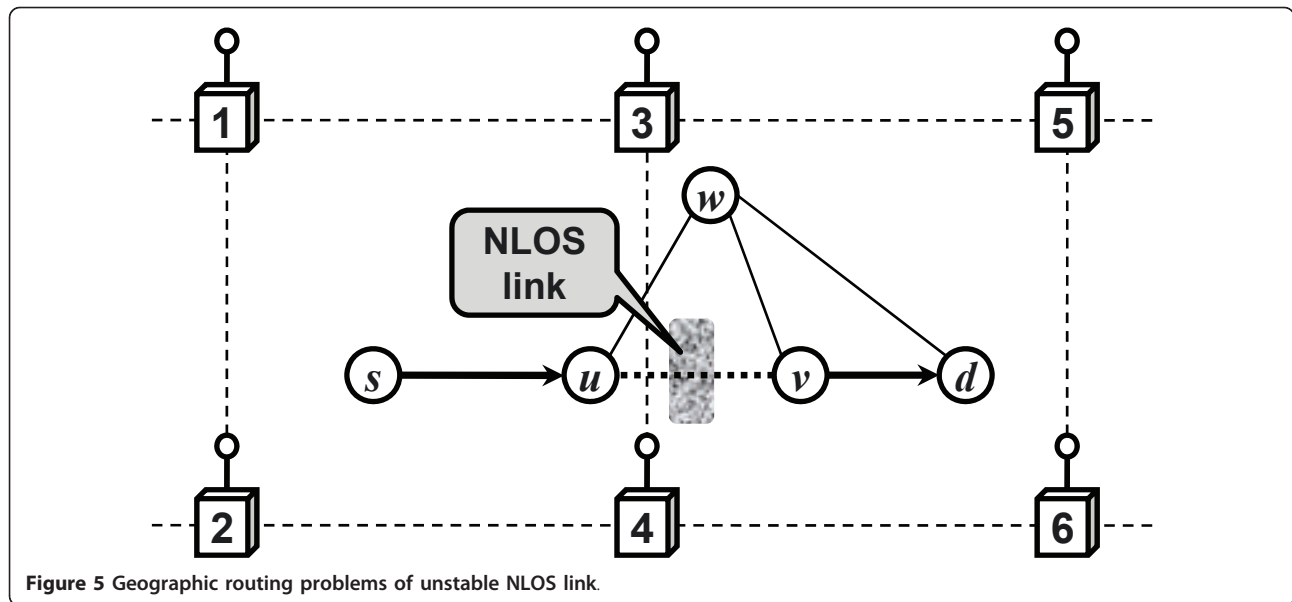 1 3 5
w
NLOS
link
s u v d
2 4 6
Figure 5 Geographic routing problems of unstable NLOS link.